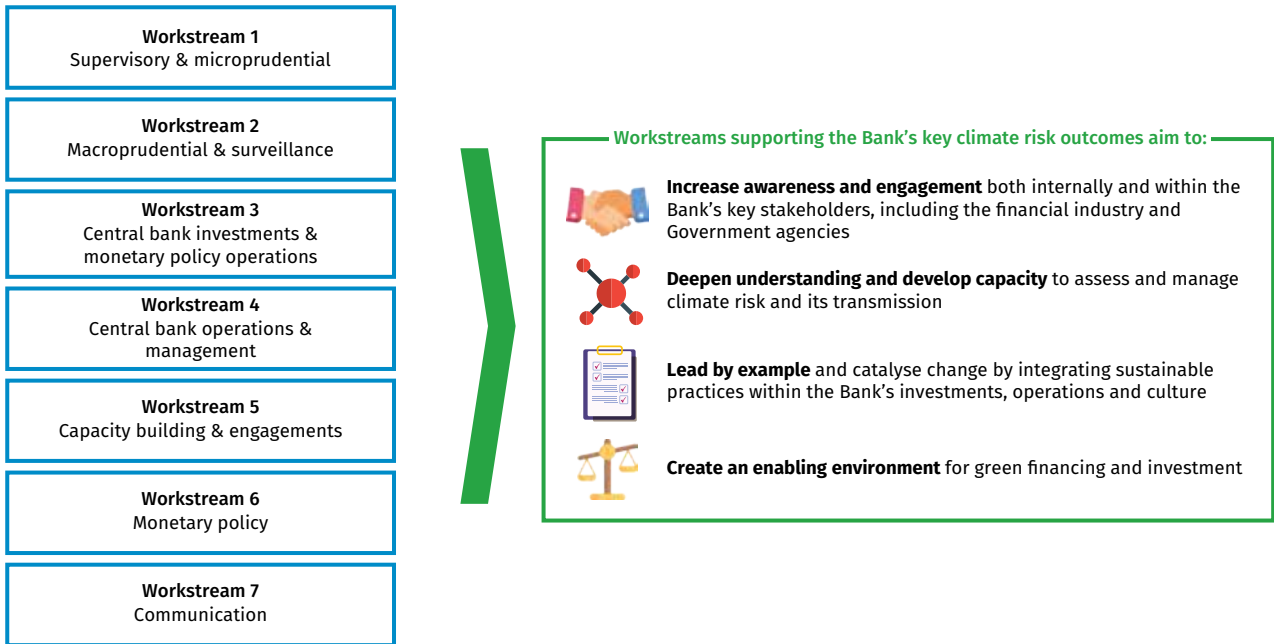 Workstream 1
Supervisory & microprudential
Workstream 2
Macroprudential & surveillance
Workstream 3
Central bank investments &
monetary policy operations
Workstream 4
Central bank operations &
management
Workstream 5
Capacity building & engagements
Workstream 6
Monetary policy
Workstream 7
Communication
Workstreams supporting the Bank’s key climate risk outcomes aim to:
Increase awareness and engagement both internally and within the
Bank’s key stakeholders, including the financial industry and
Government agencies
Deepen understanding and develop capacity to assess and manage
climate risk and its transmission
Lead by example and catalyse change by integrating sustainable
practices within the Bank’s investments, operations and culture
Create an enabling environment for green financing and investment